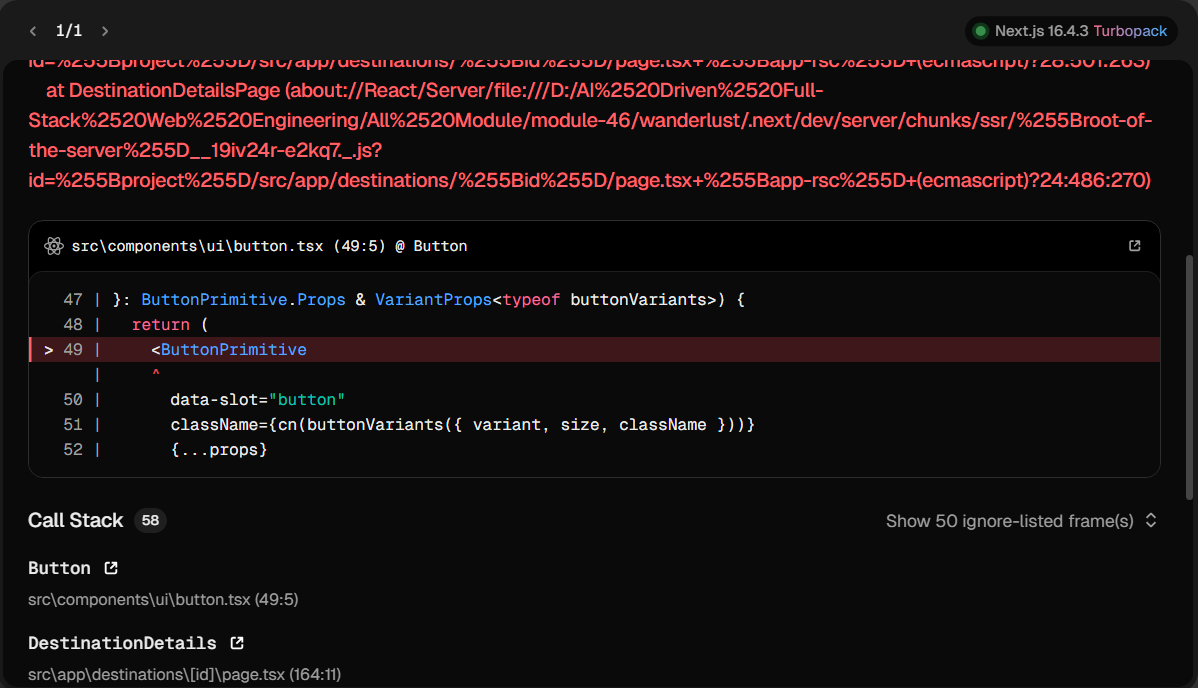 1/1
Next.js 16.4.3 Turbopack
id=%255Bproject%255D/src/app/destinations/%255Bid%255D/page.tsx+%255Bapp-rsc%255D+(ecmascript)?28:501:263)
at DestinationDetailsPage (about://React/Server/file:///D:/AI%2520Driven%2520Full-
Stack%2520Web%2520Engineering/All%2520Module/module-46/wanderlust/.next/dev/server/chunks/ssr/%255Broot-of-
the-server%255D__19iv24r-e2kq7._.js?
id=%255Bproject%255D/src/app/destinations/%255Bid%255D/page.tsx+%255Bapp-rsc%255D+(ecmascript)?24:486:270)
src\components\ui\button.tsx (49:5) @ Button
47 | }: ButtonPrimitive.Props & VariantProps<typeof buttonVariants>) {
48 | return (
> 49 | <ButtonPrimitive
| ^
50 | data-slot="button"
51 | className={cn(buttonVariants({ variant, size, className }))}
52 | {...props}
Call Stack 58
Show 50 ignore-listed frame(s)
Button
src\components\ui\button.tsx (49:5)
DestinationDetails
src\app\destinations\[id]\page.tsx (164:11)